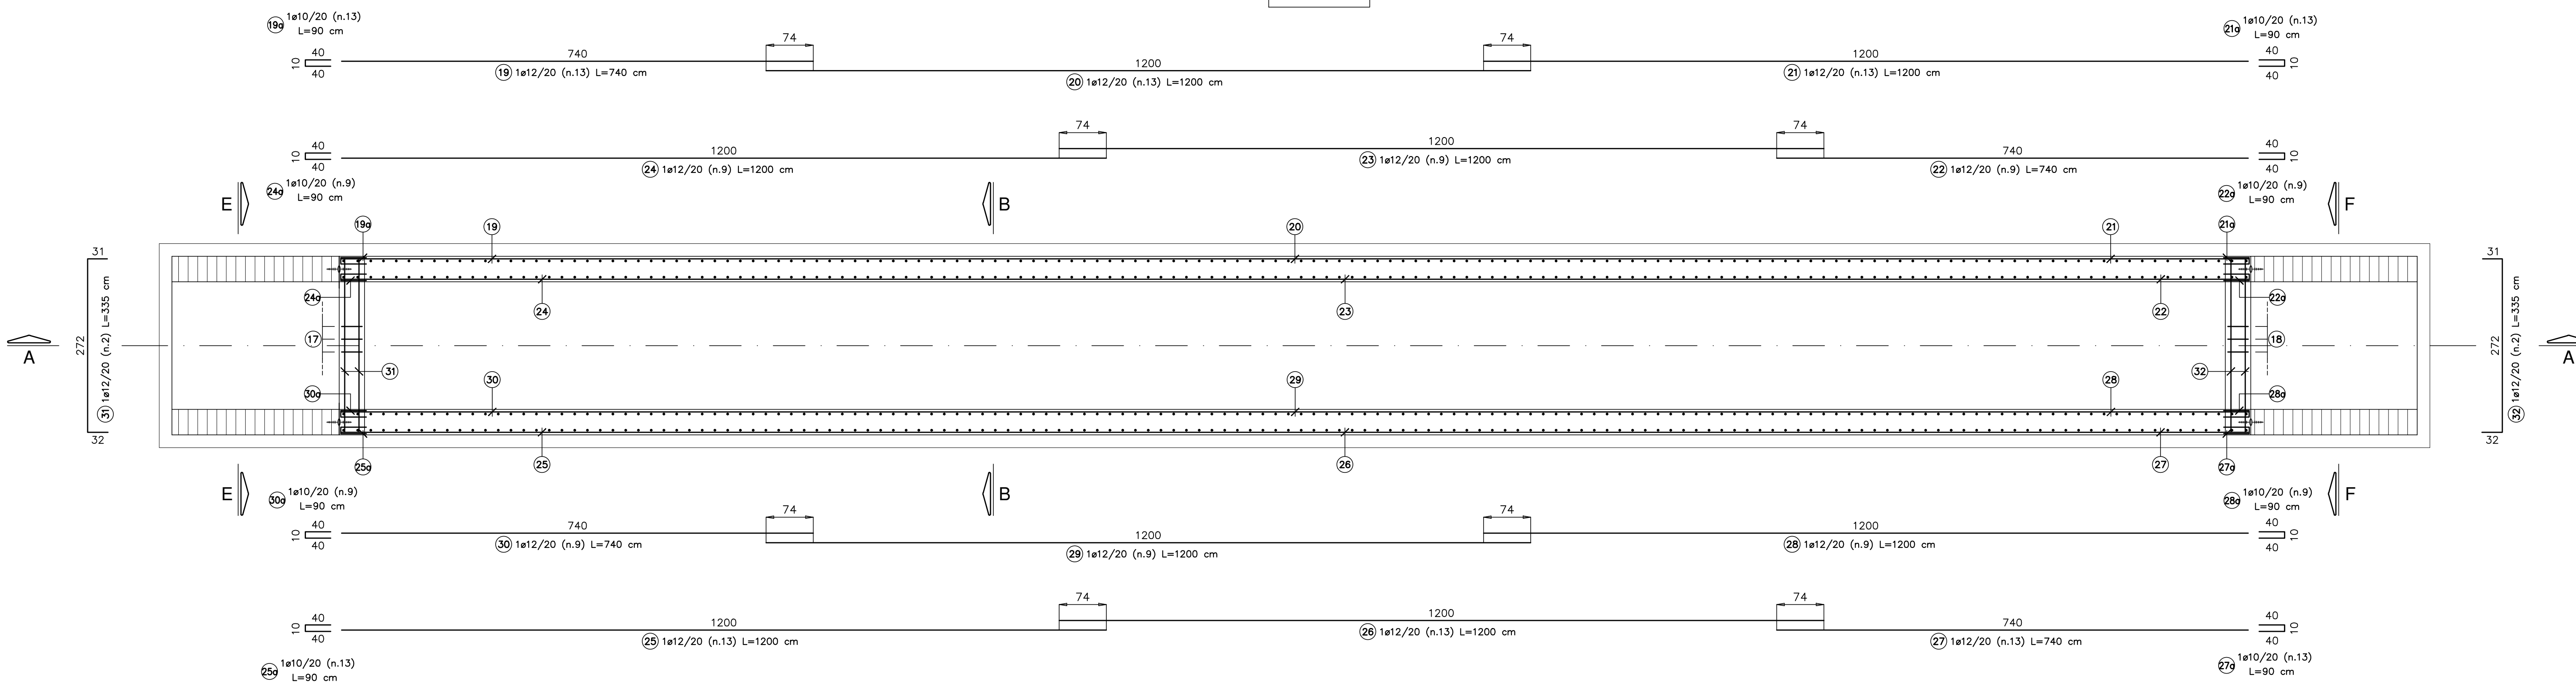 19a 1ø10/20 (n.13)
L=90 cm
40
10
40
740
19 1ø12/20 (n.13) L=740 cm
74
1200
20 1ø12/20 (n.13) L=1200 cm
74
1200
21 1ø12/20 (n.13) L=1200 cm
21a 1ø10/20 (n.13)
L=90 cm
40
10
40
40
10
40
24a 1ø10/20 (n.9)
L=90 cm
1200
24 1ø12/20 (n.9) L=1200 cm
74
1200
23 1ø12/20 (n.9) L=1200 cm
74
740
22 1ø12/20 (n.9) L=740 cm
40
10
40
22a 1ø10/20 (n.9)
L=90 cm
E
B
F
19a
19
20
21
21a
31
272
31 1ø12/20 (n.2) L=335 cm
32
24a
24
23
22
22a
17
18
A
A
31
32
30a
30
29
28
28a
31
272
32 1ø12/20 (n.2) L=335 cm
32
25a
25
26
27
27a
E
B
F
30a 1ø10/20 (n.9)
L=90 cm
40
10
40
740
30 1ø12/20 (n.9) L=740 cm
74
1200
29 1ø12/20 (n.9) L=1200 cm
74
1200
28 1ø12/20 (n.9) L=1200 cm
28a 1ø10/20 (n.9)
L=90 cm
40
10
40
40
10
40
25a 1ø10/20 (n.13)
L=90 cm
1200
25 1ø12/20 (n.13) L=1200 cm
74
1200
26 1ø12/20 (n.13) L=1200 cm
74
740
27 1ø12/20 (n.13) L=740 cm
40
10
40
27a 1ø10/20 (n.13)
L=90 cm